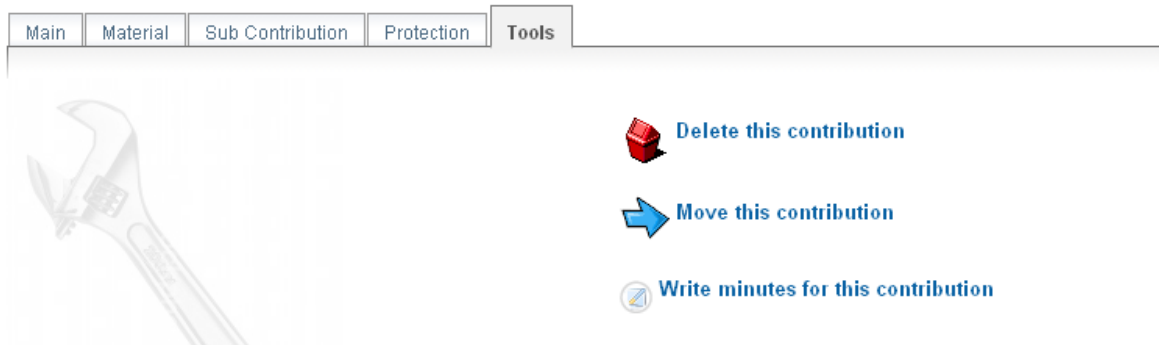 Main Material Sub Contribution Protection Tools
Delete this contribution
Move this contribution
Write minutes for this contribution